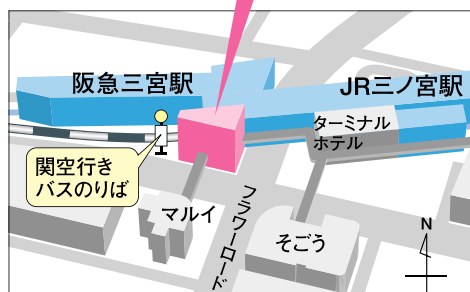 阪急三宮駅
JR三ノ宮駅
ターミナル
ホテル
関空行き
バスのりば
マルイ
フラワーロード
そごう
N